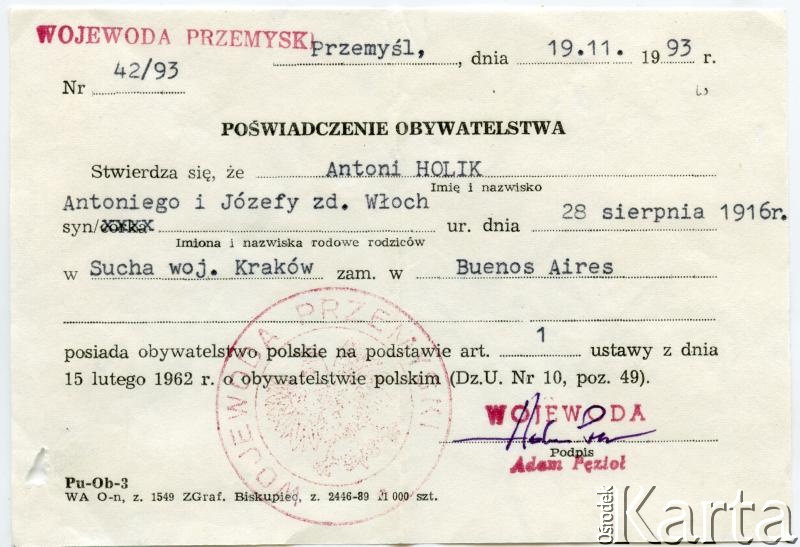 WOJEWODA PRZEMYSKI
Przemyśl, dnia 19.11. 1993 r.
Nr 42/93
POŚWIADCZENIE OBYWATELSTWA
Stwierdza się, że Antoni HOLIK
Imię i nazwisko
Antoniego i Józefy zd. Włoch
syn/córka ur. dnia 28 sierpnia 1916r.
Imiona i nazwiska rodowe rodziców
w Sucha woj. Kraków zam. w Buenos Aires
posiada obywatelstwo polskie na podstawie art. 1 ustawy z dnia
15 lutego 1962 r. o obywatelstwie polskim (Dz.U. Nr 10, poz. 49).
WOJEWODA PRZEMYSKI
WOJEWODA
Podpis
Adam Pęzioł
Pu-Ob-3
WA O-n, z. 1549 ZGraf. Biskupiec, z. 2446-89 11 000 szt.
ośrodek Karta